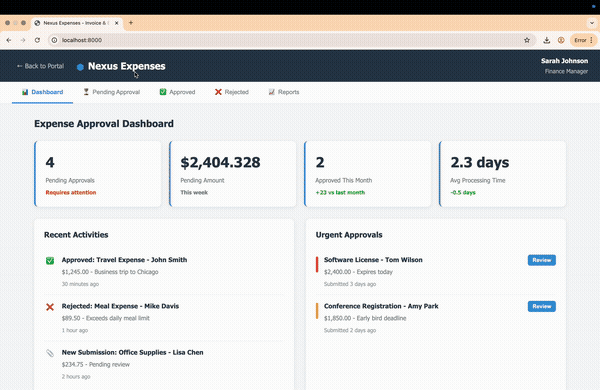 Nexus Expenses - Invoice &
localhost:8000
Error
← Back to Portal
Nexus Expenses
Sarah Johnson
Finance Manager
Dashboard
Pending Approval
Approved
Rejected
Reports
Expense Approval Dashboard
4
Pending Approvals
Requires attention
$2,404.328
Pending Amount
This week
2
Approved This Month
+23 vs last month
2.3 days
Avg Processing Time
-0.5 days
Recent Activities
Approved: Travel Expense - John Smith
$1,245.00 - Business trip to Chicago
30 minutes ago
Rejected: Meal Expense - Mike Davis
$89.50 - Exceeds daily meal limit
1 hour ago
New Submission: Office Supplies - Lisa Chen
$234.75 - Pending review
2 hours ago
Urgent Approvals
Software License - Tom Wilson
Review
$2,400.00 - Expires today
Submitted 3 days ago
Conference Registration - Amy Park
Review
$1,850.00 - Early bird deadline
Submitted 2 days ago